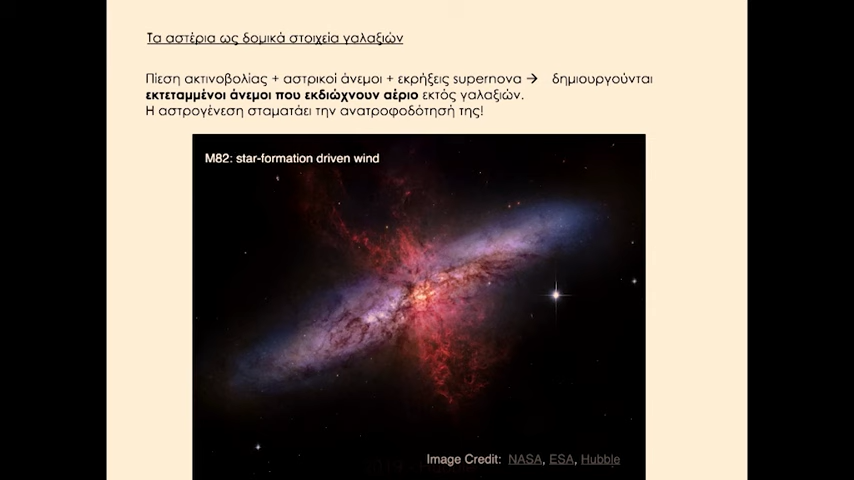 Τα αστέρια ως δομικά στοιχεία γαλαξιών
Πίεση ακτινοβολίας + αστρικοί άνεμοι + εκρήξεις supernova → δημιουργούνται
εκτεταμένοι άνεμοι που εκδιώχνουν αέριο εκτός γαλαξιών.
Η αστρογένεση σταματάει την ανατροφοδότησή της!
M82: star-formation driven wind
Image Credit: NASA, ESA, Hubble